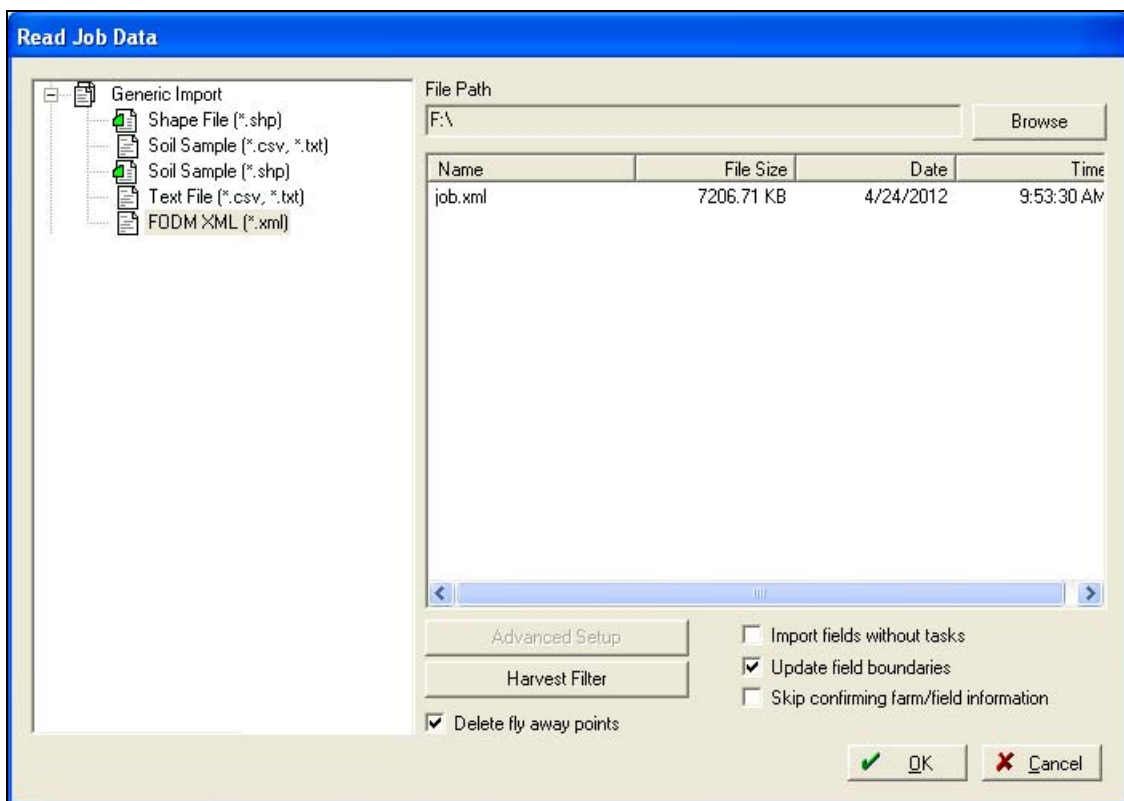 Read Job Data
Generic Import
Shape File (*.shp)
Soil Sample (*.csv, *.txt)
Soil Sample (*.shp)
Text File (*.csv, *.txt)
FODM XML (*.xml)
File Path
F:\
Browse
Name File Size Date Time
job.xml 7206.71 KB 4/24/2012 9:53:30 AM
Advanced Setup
Harvest Filter
Delete fly away points
Import fields without tasks
Update field boundaries
Skip confirming farm/field information
OK
Cancel